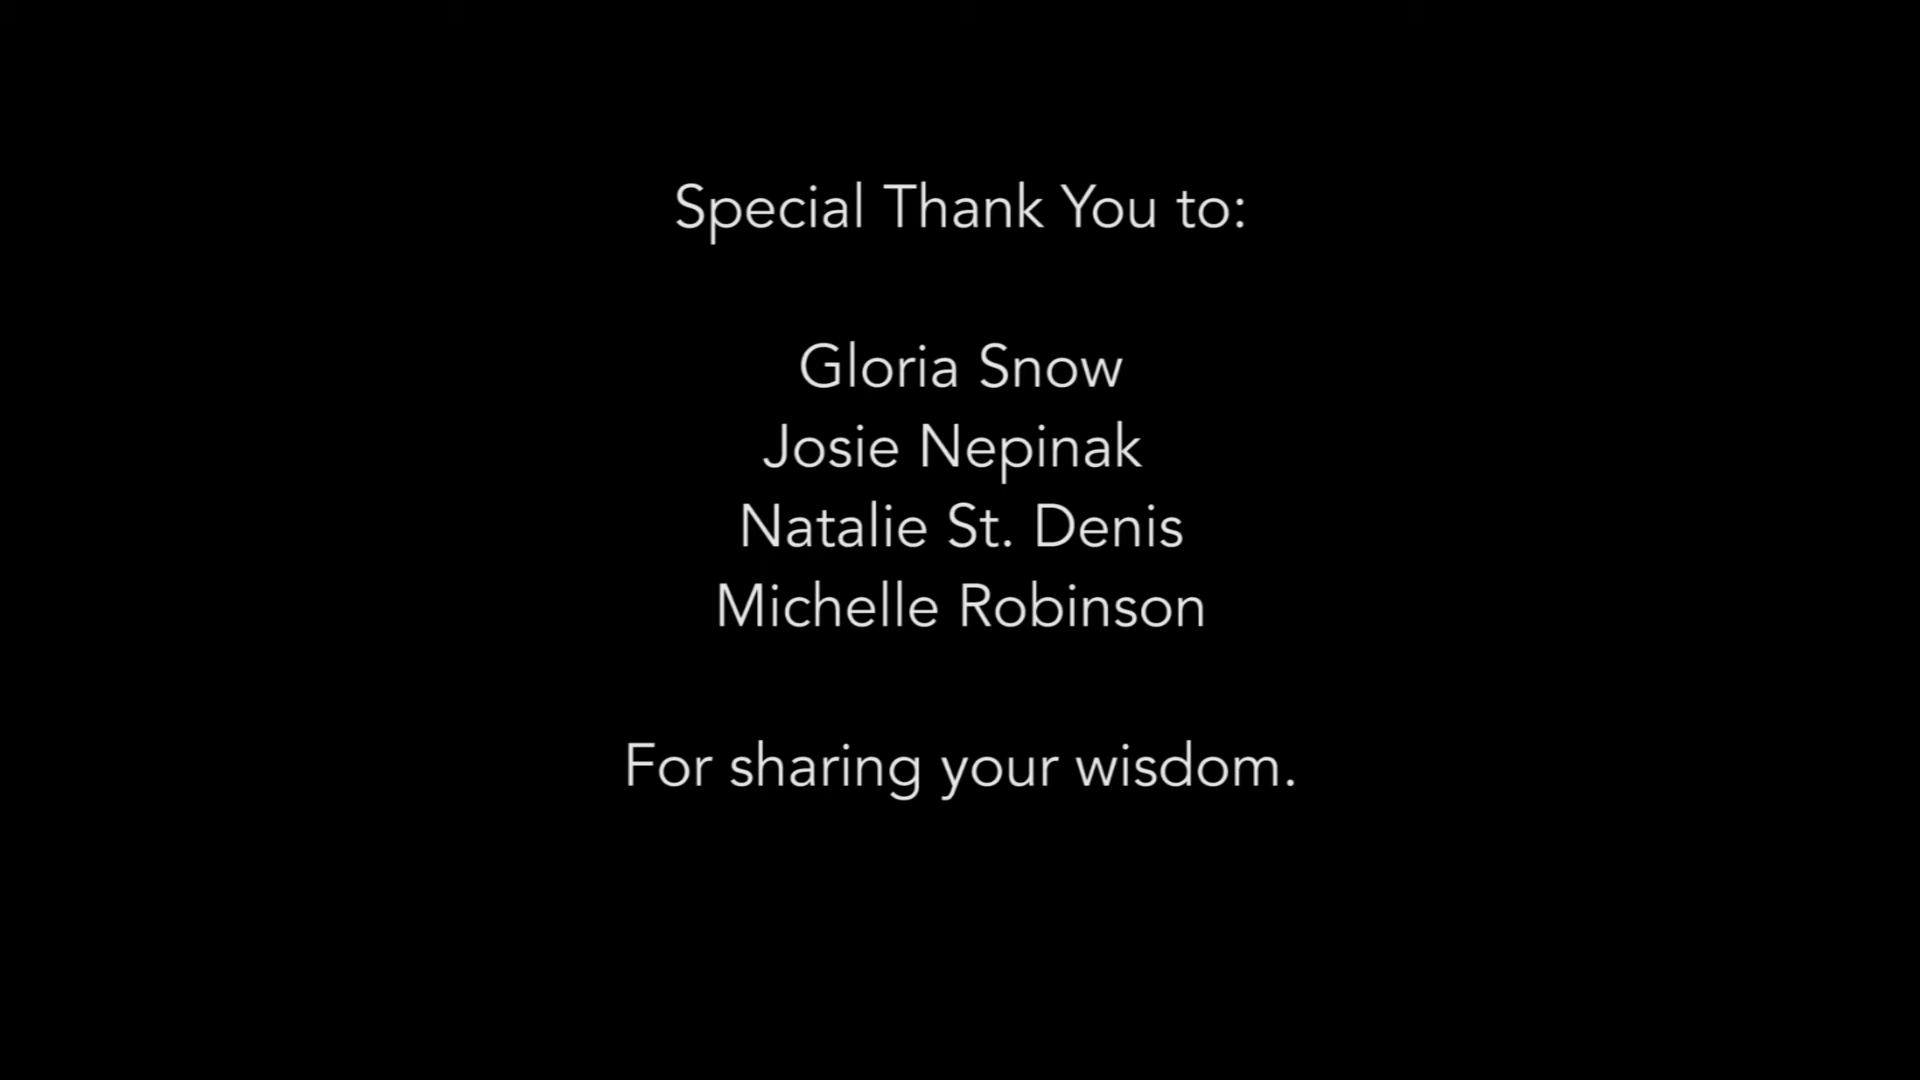 Special Thank You to:
Gloria Snow
Josie Nepinak
Natalie St. Denis
Michelle Robinson
For sharing your wisdom.